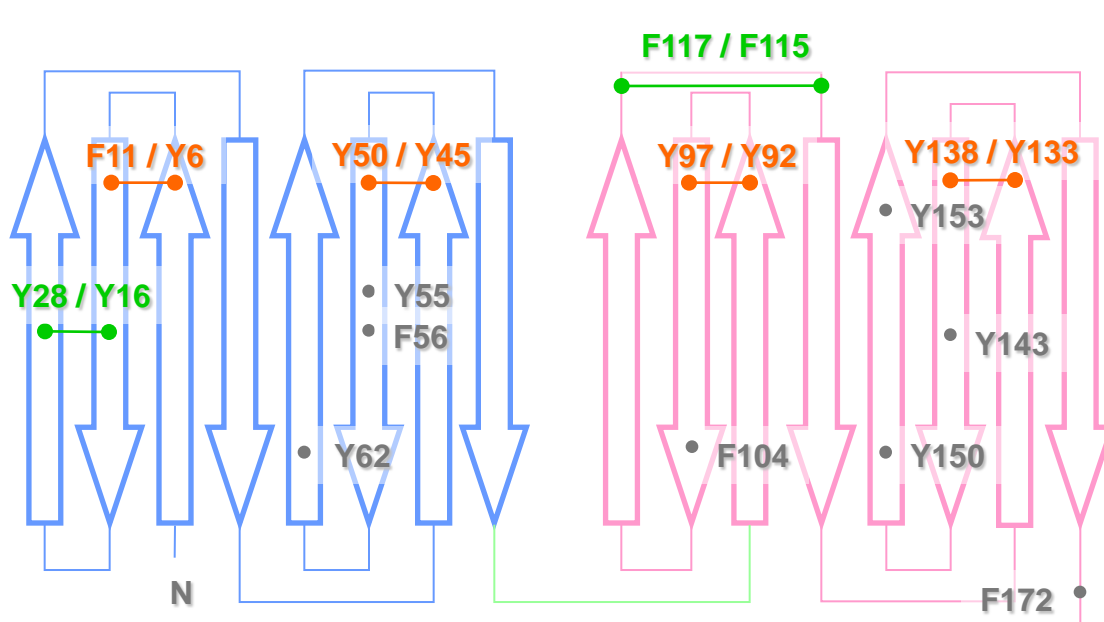 F117 / F115
F11 / Y6
Y50 / Y45
Y97 / Y92
Y138 / Y133
Y153
Y28 / Y16
Y55
F56
Y143
Y62
F104
Y150
N
F172